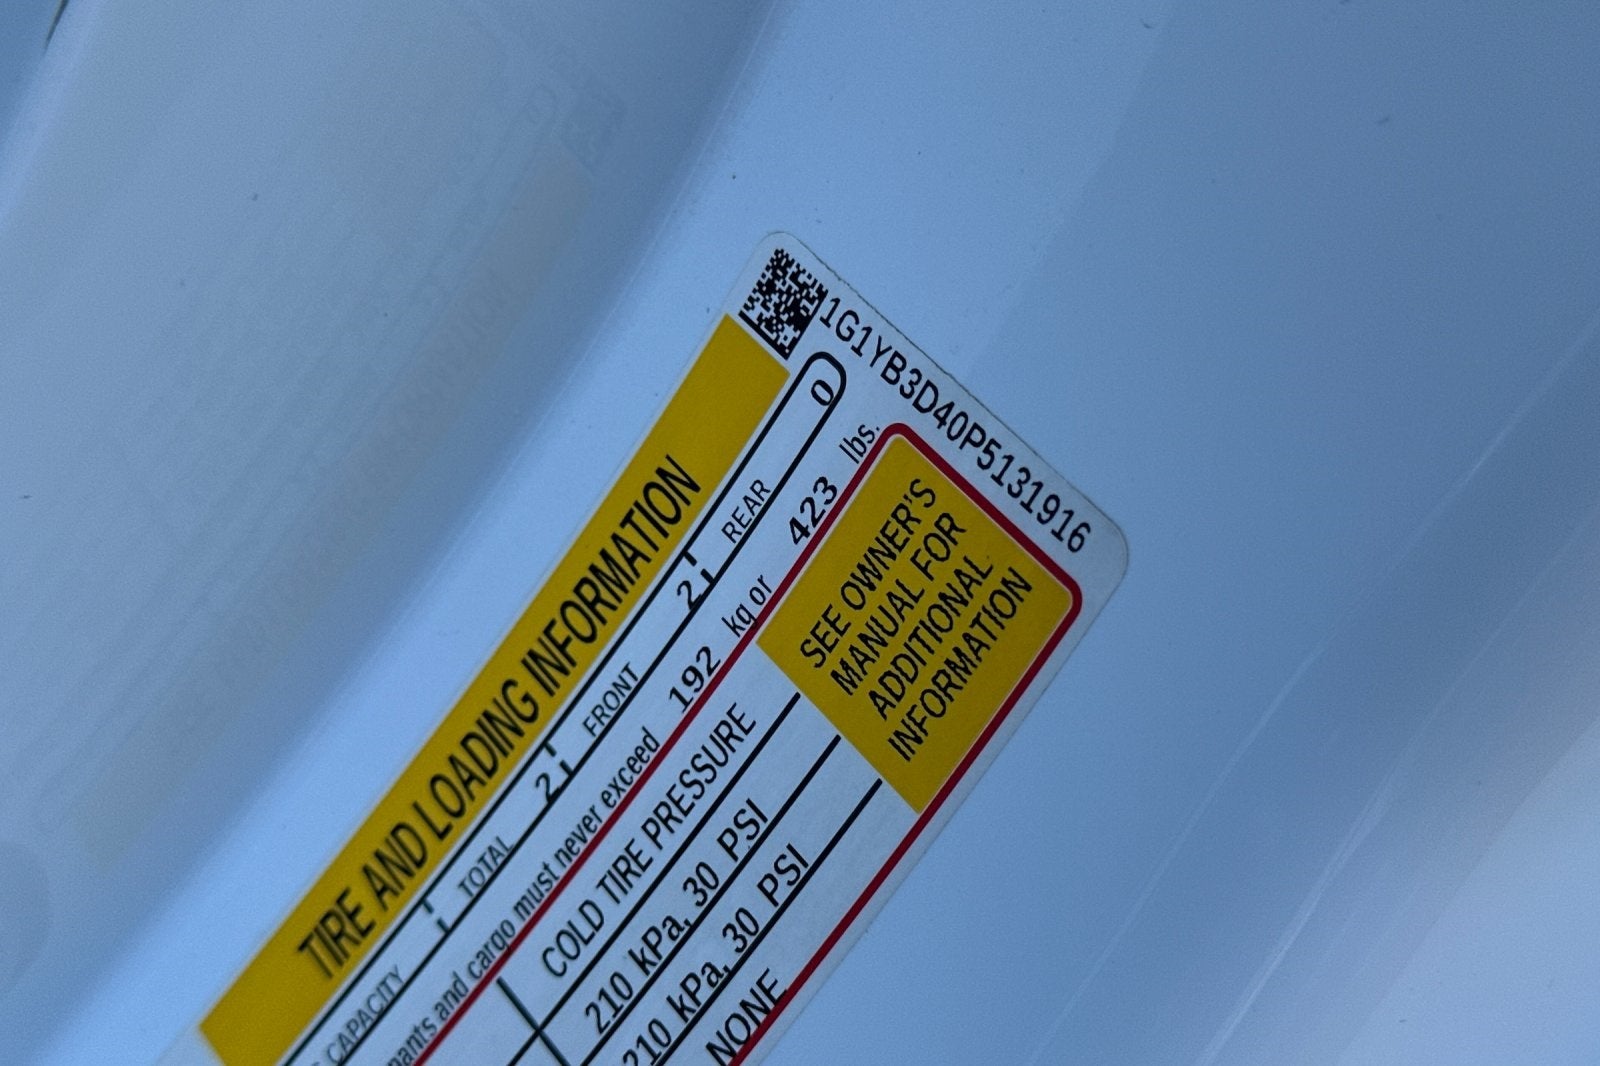 1G1YB3D40P5131916
TIRE AND LOADING INFORMATION
CAPACITY TOTAL 2 FRONT 2 REAR 0
and cargo must never exceed 192 kg or 423 lbs.
COLD TIRE PRESSURE
210 kPa, 30 PSI
210 kPa, 30 PSI
NONE
SEE OWNER'S
MANUAL FOR
ADDITIONAL
INFORMATION